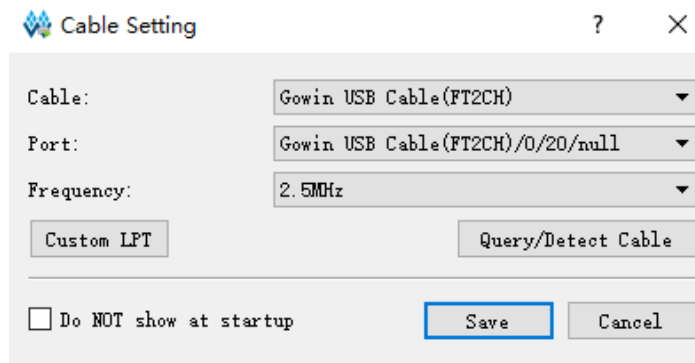 Cable Setting
? ×
Cable: Gowin USB Cable(FT2CH)
Port: Gowin USB Cable(FT2CH)/0/20/null
Frequency: 2.5MHz
Custom LPT Query/Detect Cable
Do NOT show at startup Save Cancel